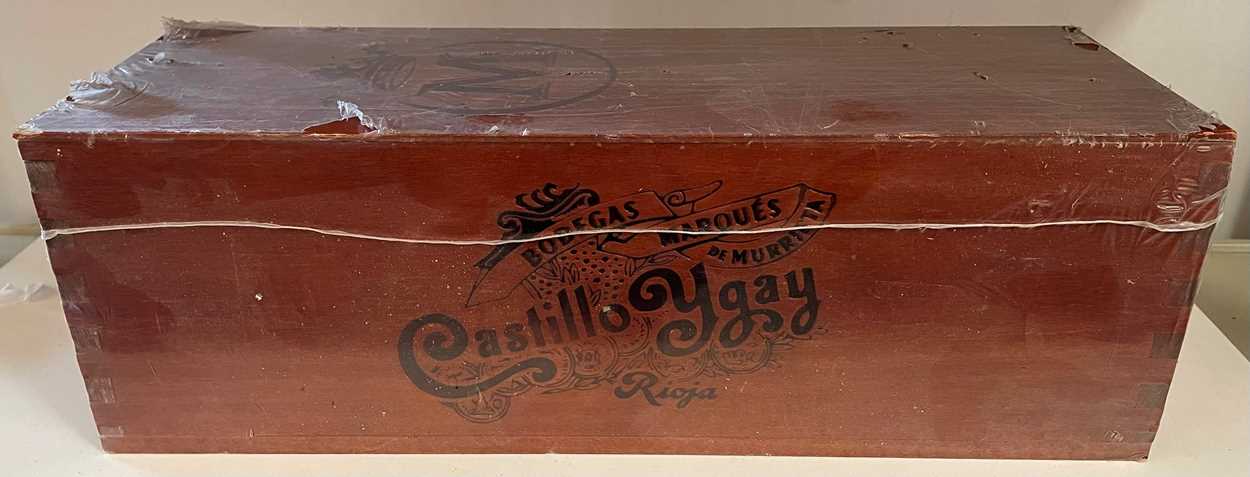 M
BODEGAS MARQUÉS
DE MURRIETA
Castillo Ygay
Rioja